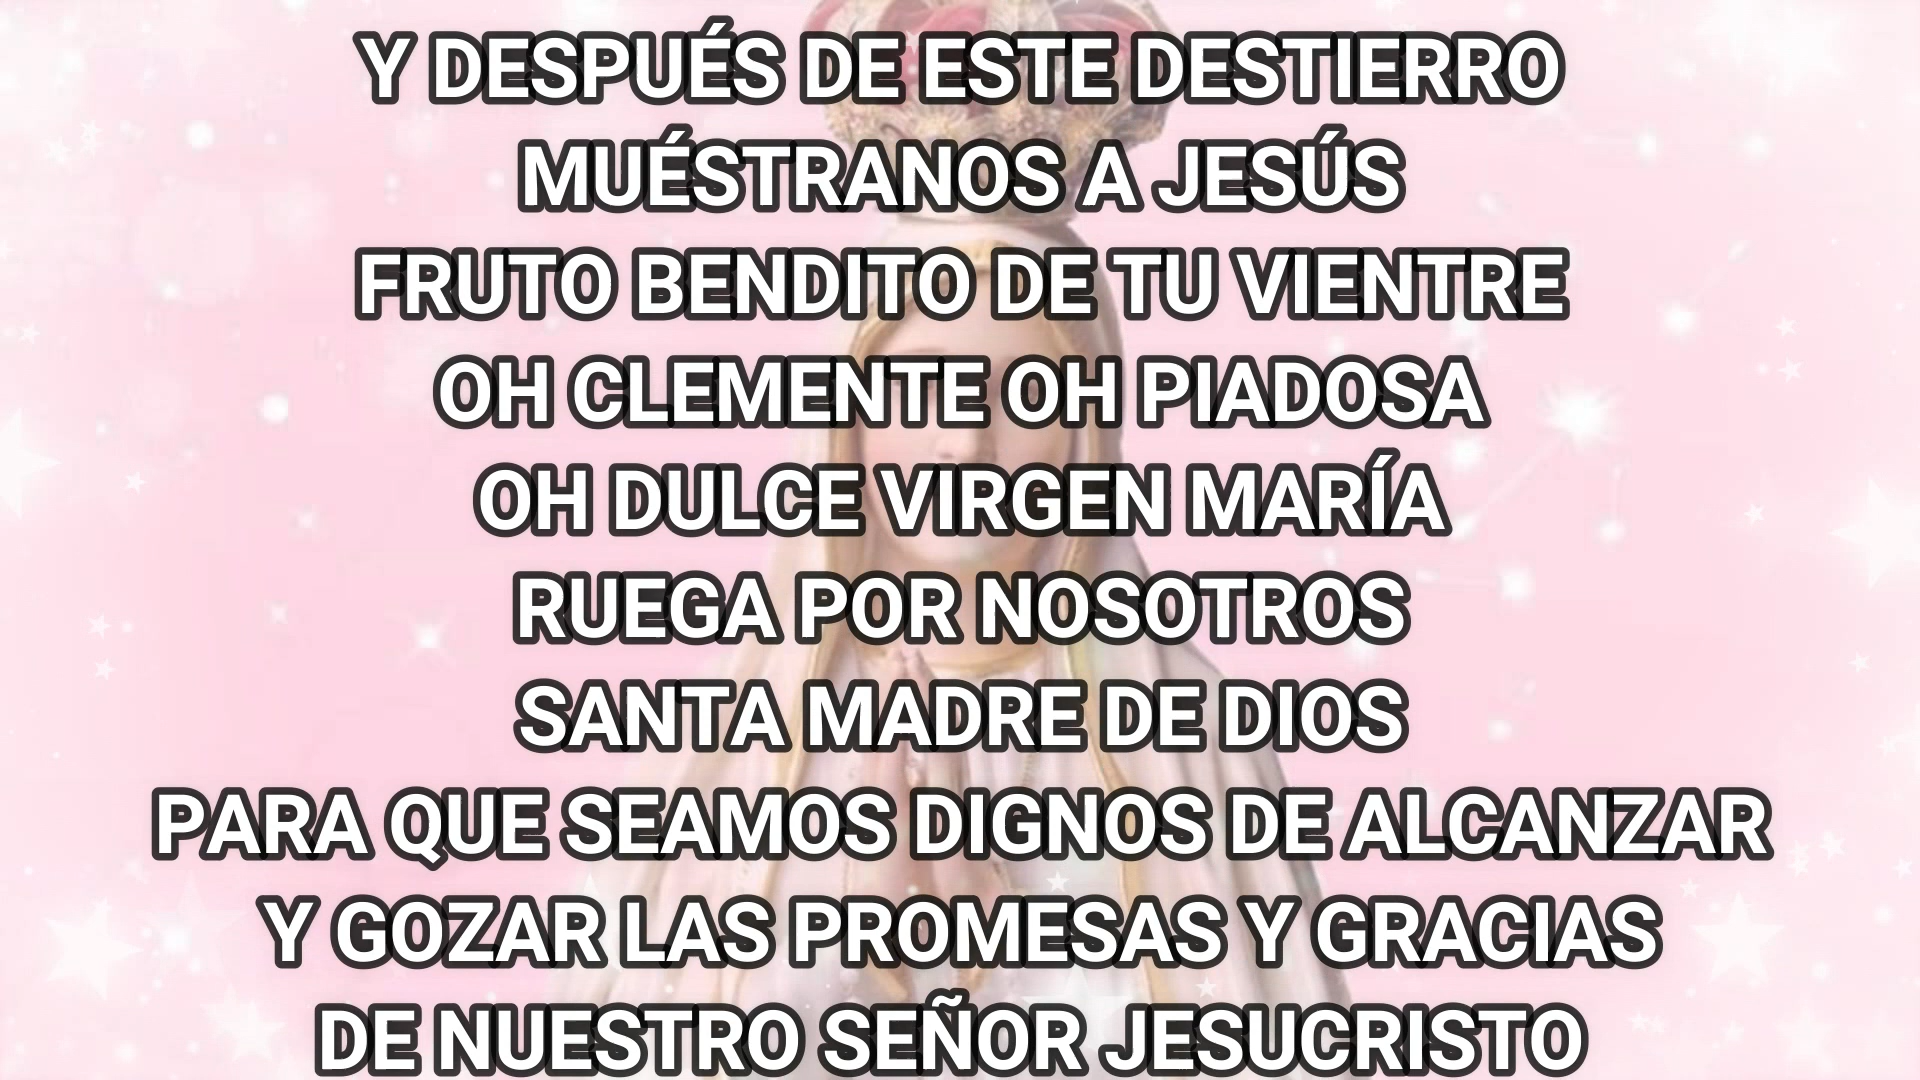 Y DESPUÉS DE ESTE DESTIERRO
MUÉSTRANOS A JESÚS
FRUTO BENDITO DE TU VIENTRE
OH CLEMENTE OH PIADOSA
OH DULCE VIRGEN MARÍA
RUEGA POR NOSOTROS
SANTA MADRE DE DIOS
PARA QUE SEAMOS DIGNOS DE ALCANZAR
Y GOZAR LAS PROMESAS Y GRACIAS
DE NUESTRO SEÑOR JESUCRISTO